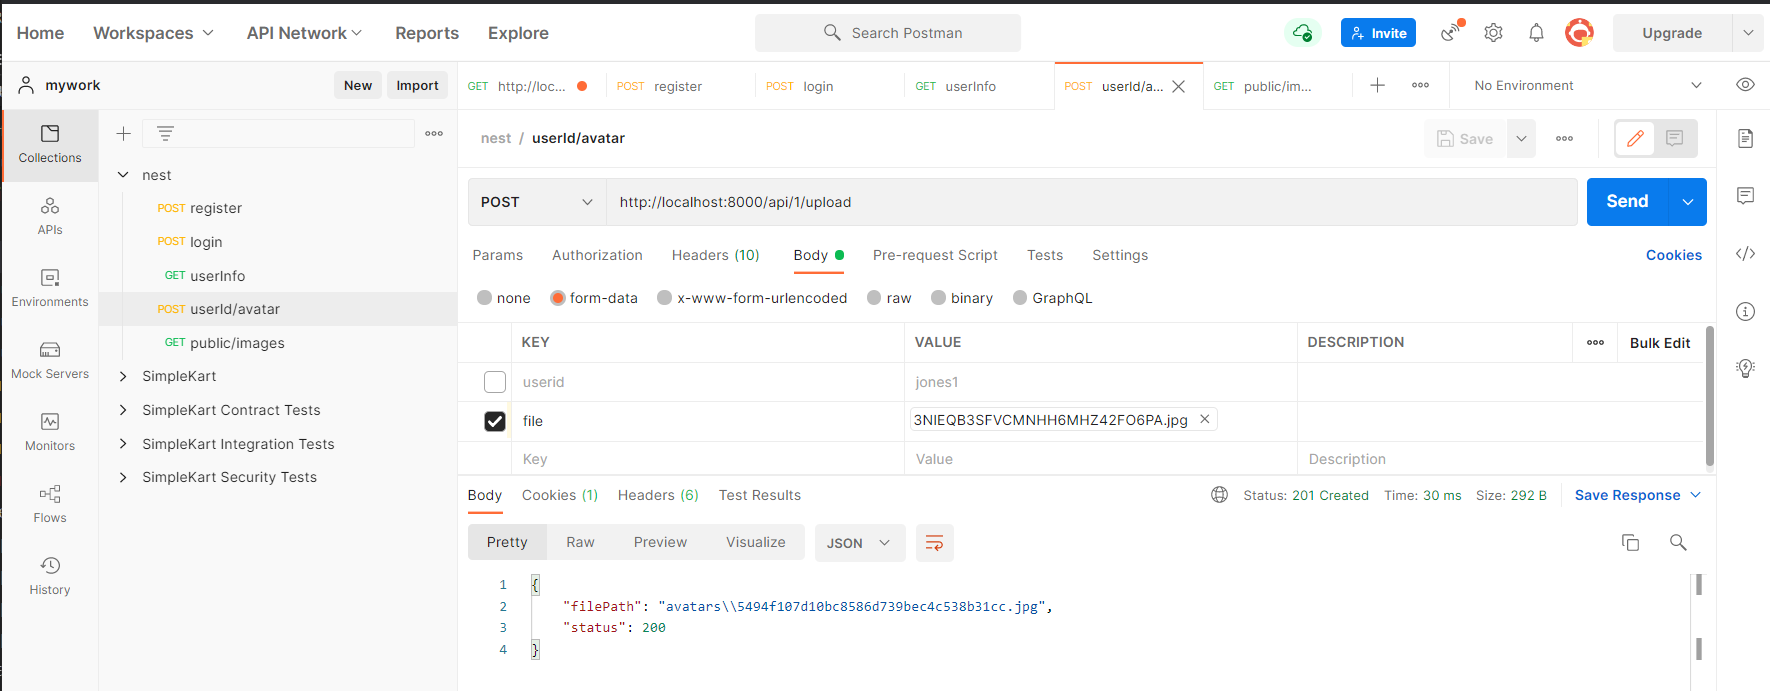 Home Workspaces API Network Reports Explore Search Postman Invite Upgrade
mywork New Import GET http://loc... POST register POST login GET userInfo POST userId/a... GET public/im... No Environment
Collections
APIs
Environments
Mock Servers
Monitors
Flows
History
nest
POST register
POST login
GET userInfo
POST userId/avatar
GET public/images
SimpleKart
SimpleKart Contract Tests
SimpleKart Integration Tests
SimpleKart Security Tests
nest / userId/avatar Save
POST http://localhost:8000/api/1/upload Send
Params Authorization Headers (10) Body Pre-request Script Tests Settings Cookies
none form-data x-www-form-urlencoded raw binary GraphQL
KEY VALUE DESCRIPTION Bulk Edit
userid jones1
file 3NIEQB3SFVCMNHH6MHZ42FO6PA.jpg
Key Value Description
Body Cookies (1) Headers (6) Test Results Status: 201 Created Time: 30 ms Size: 292 B Save Response
Pretty Raw Preview Visualize JSON
1 {
2 "filePath": "avatars\\5494f107d10bc8586d739bec4c538b31cc.jpg",
3 "status": 200
4 }